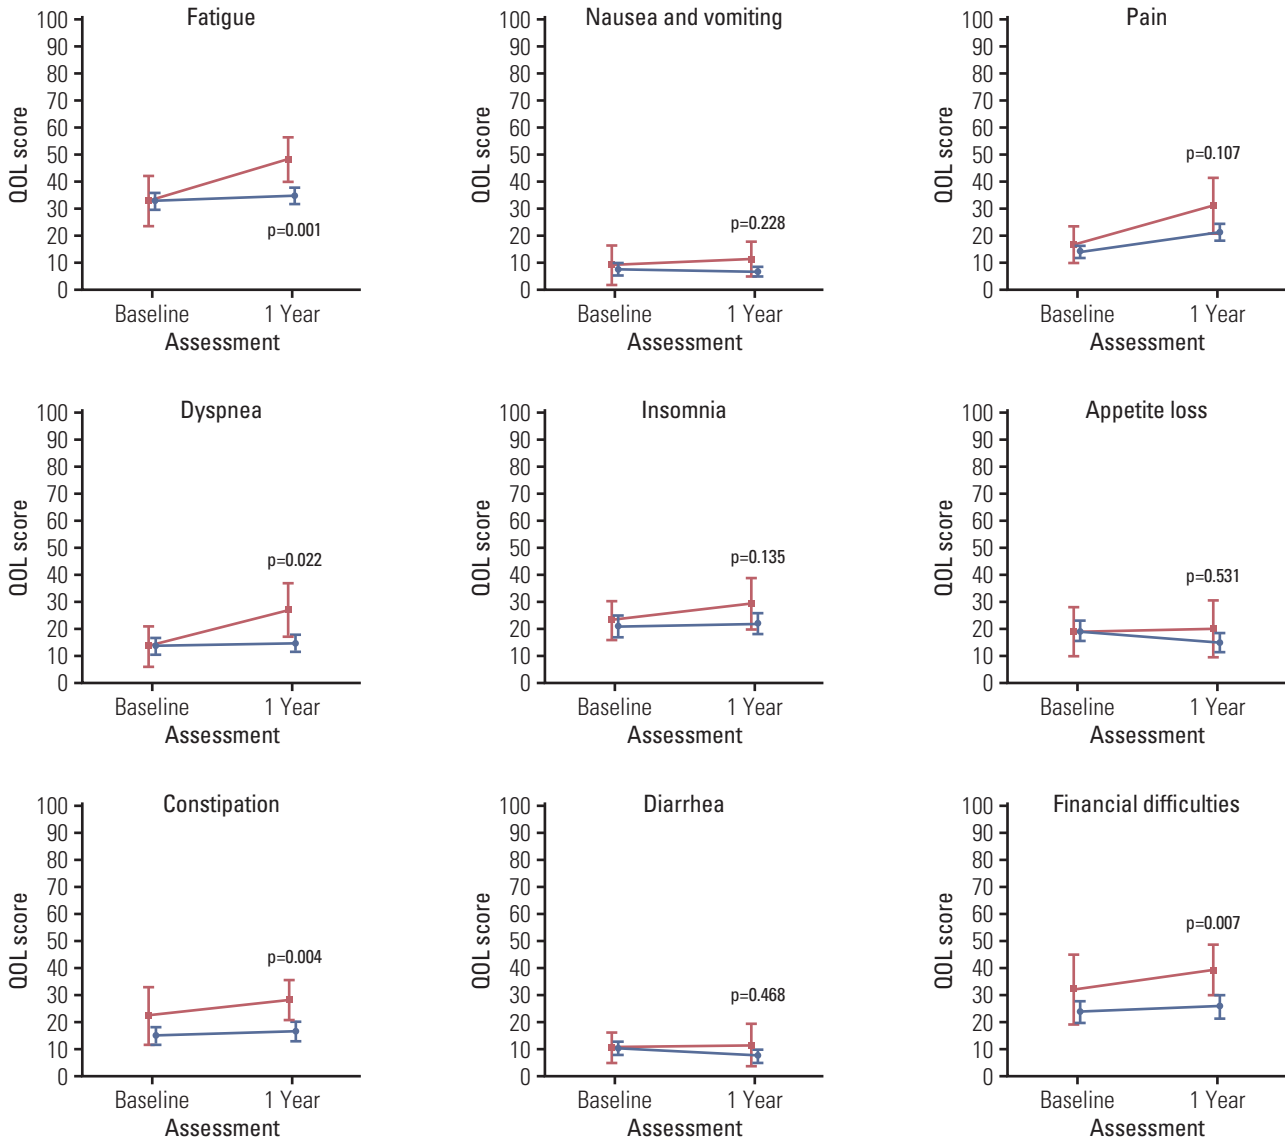 Fatigue
100
90
80
70
60
50
40
30
20
10
0
QOL score
p=0.001
Baseline 1 Year
Assessment
Nausea and vomiting
100
90
80
70
60
50
40
30
20
10
0
QOL score
p=0.228
Baseline 1 Year
Assessment
Pain
100
90
80
70
60
50
40
30
20
10
0
QOL score
p=0.107
Baseline 1 Year
Assessment
Dyspnea
100
90
80
70
60
50
40
30
20
10
0
QOL score
p=0.022
Baseline 1 Year
Assessment
Insomnia
100
90
80
70
60
50
40
30
20
10
0
QOL score
p=0.135
Baseline 1 Year
Assessment
Appetite loss
100
90
80
70
60
50
40
30
20
10
0
QOL score
p=0.531
Baseline 1 Year
Assessment
Constipation
100
90
80
70
60
50
40
30
20
10
0
QOL score
p=0.004
Baseline 1 Year
Assessment
Diarrhea
100
90
80
70
60
50
40
30
20
10
0
QOL score
p=0.468
Baseline 1 Year
Assessment
Financial difficulties
100
90
80
70
60
50
40
30
20
10
0
QOL score
p=0.007
Baseline 1 Year
Assessment